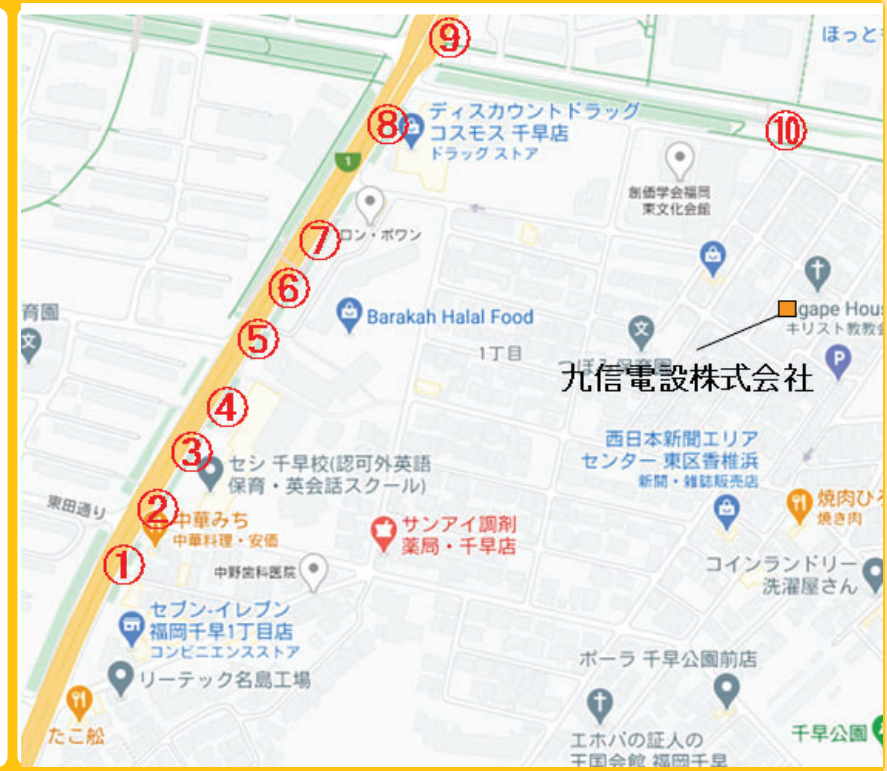 ⑨
ほっと
⑧
ディスカウントドラッグ
コスモス 千早店
ドラッグ ストア
⑩
1
創価学会福岡
東文化会館
⑦
ロン・ポワン
⑥
育園
文
⑤
Barakah Halal Food
1丁目
文
つぼみ保育園
gape Hous
キリスト教教会
P
九信電設株式会社
④
③
セシ 千早校(認可外英語
保育・英会話スクール)
西日本新聞エリア
センター 東区香椎浜
新聞・雑誌販売店
東田通り
②
中華みち
中華料理・安価
サンアイ調剤
薬局・千早店
焼肉ひ
焼き肉
①
中野歯科医院
コインランドリー
洗濯屋さん
セブン-イレブン
福岡千早1丁目店
コンビニエンスストア
リーテック名島工場
ポーラ 千早公園前店
たこ舩
エホバの証人の
王国会館 福岡千早
千早公園